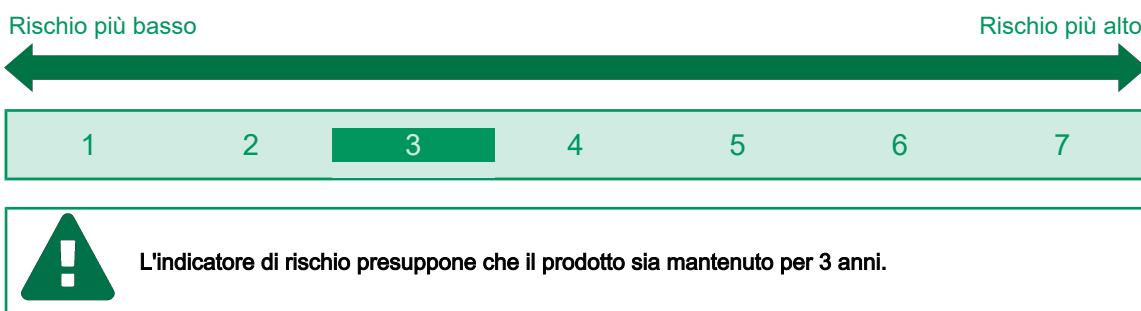 Rischio più basso Rischio più alto
1 2 3 4 5 6 7
L'indicatore di rischio presuppone che il prodotto sia mantenuto per 3 anni.